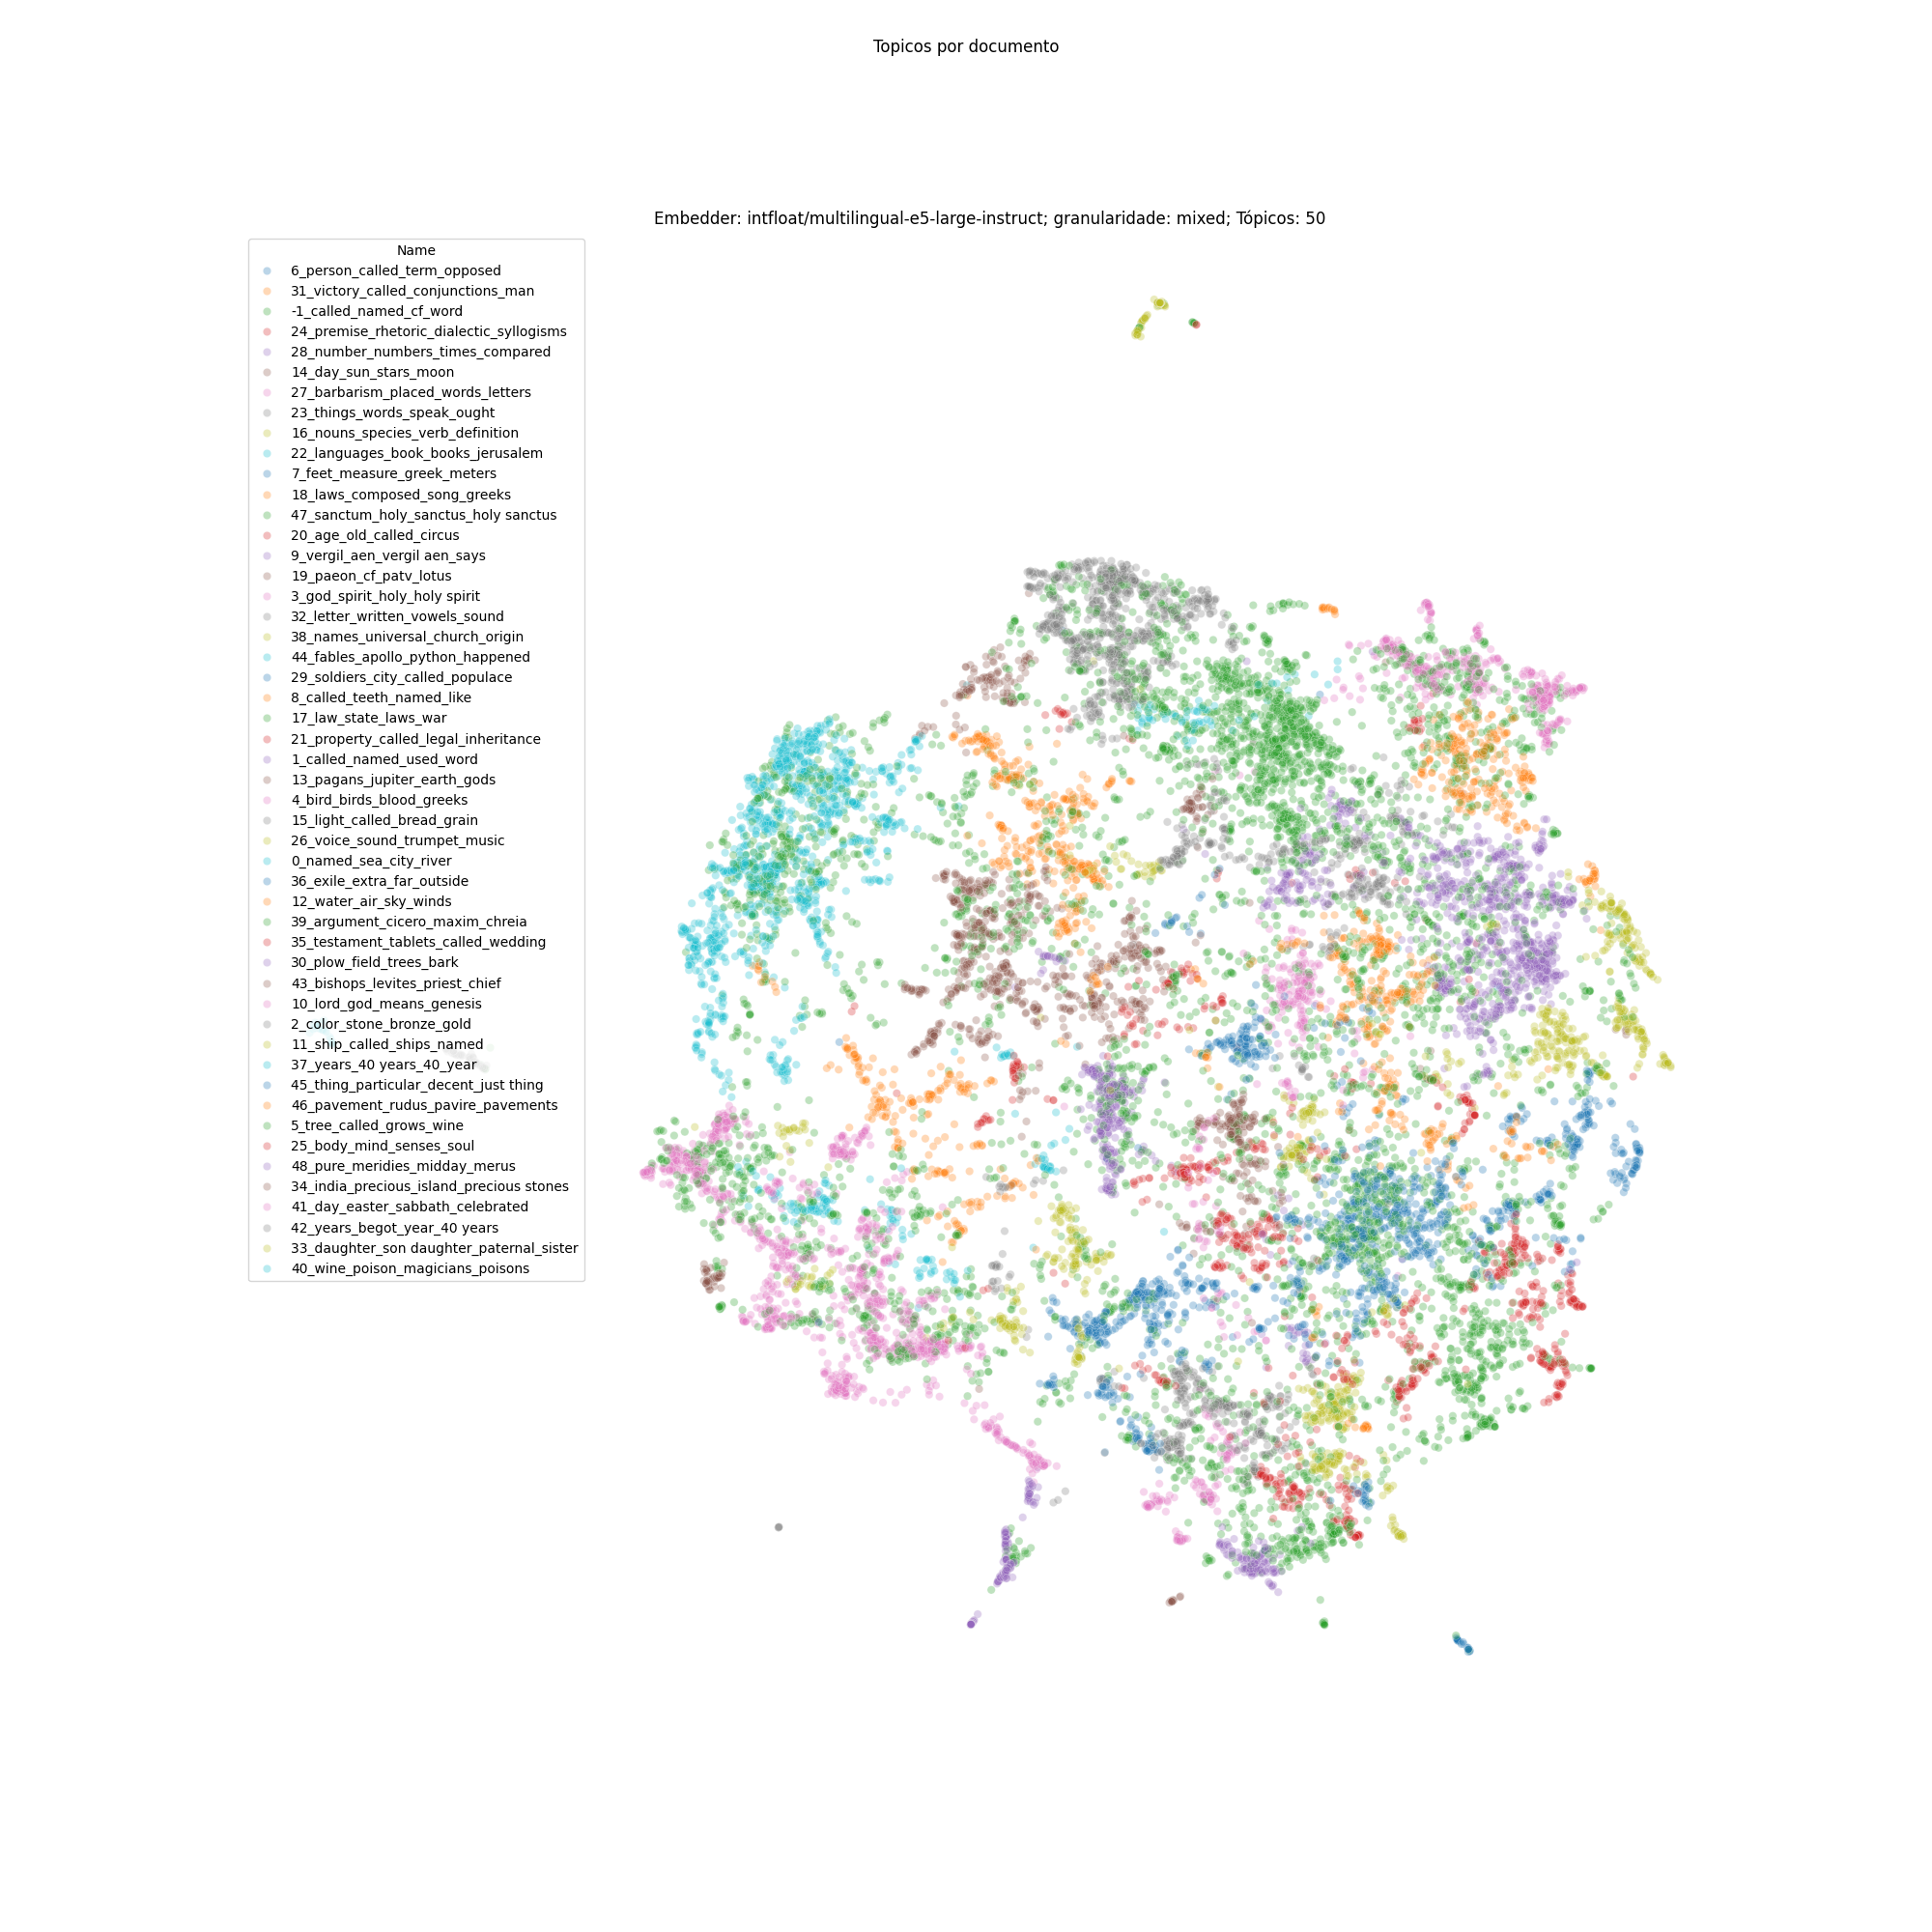 Topicos por documento
Embedder: intfloat/multilingual-e5-large-instruct; granularidade: mixed; Tópicos: 50
Name
6_person_called_term_opposed
31_victory_called_conjunctions_man
-1_called_named_cf_word
24_premise_rhetoric_dialectic_syllogisms
28_number_numbers_times_compared
14_day_sun_stars_moon
27_barbarism_placed_words_letters
23_things_words_speak_ought
16_nouns_species_verb_definition
22_languages_book_books_jerusalem
7_feet_measure_greek_meters
18_laws_composed_song_greeks
47_sanctum_holy_sanctus_holy sanctus
20_age_old_called_circus
9_vergil_aen_vergil aen_says
19_paeon_cf_patv_lotus
3_god_spirit_holy_holy spirit
32_letter_written_vowels_sound
38_names_universal_church_origin
44_fables_apollo_python_happened
29_soldiers_city_called_populace
8_called_teeth_named_like
17_law_state_laws_war
21_property_called_legal_inheritance
1_called_named_used_word
13_pagans_jupiter_earth_gods
4_bird_birds_blood_greeks
15_light_called_bread_grain
26_voice_sound_trumpet_music
0_named_sea_city_river
36_exile_extra_far_outside
12_water_air_sky_winds
39_argument_cicero_maxim_chreia
35_testament_tablets_called_wedding
30_plow_field_trees_bark
43_bishops_levites_priest_chief
10_lord_god_means_genesis
2_color_stone_bronze_gold
11_ship_called_ships_named
37_years_40 years_40_year
45_thing_particular_decent_just thing
46_pavement_rudus_pavire_pavements
5_tree_called_grows_wine
25_body_mind_senses_soul
48_pure_meridies_midday_merus
34_india_precious_island_precious stones
41_day_easter_sabbath_celebrated
42_years_begot_year_40 years
33_daughter_son daughter_paternal_sister
40_wine_poison_magicians_poisons